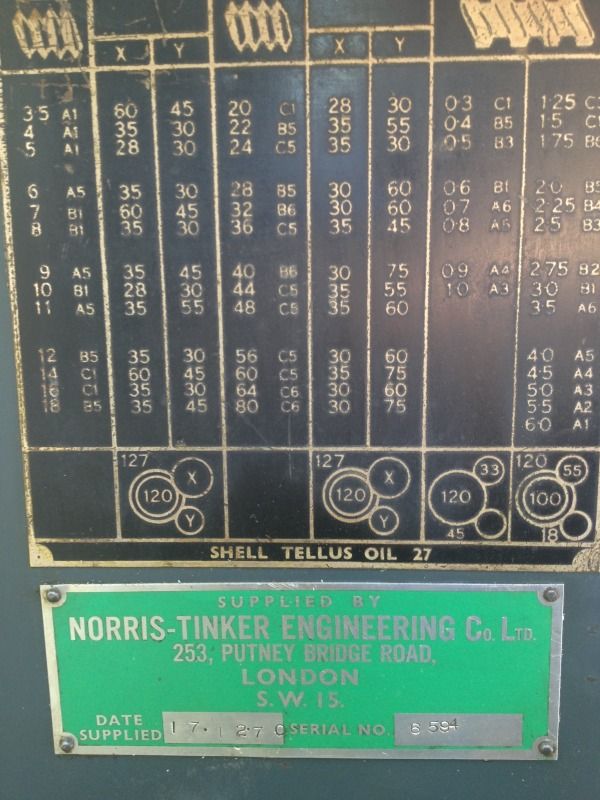 X Y X Y
3·5 A1 60 45 20 C1 28 30 0·3 C1 1·25
4 A1 35 30 22 B5 35 55 0·4 B5 1·5
5 A1 28 30 24 C5 35 30 0·5 B3 1·75
6 A5 35 30 28 B5 30 60 0·6 B1 2·0 B5
7 B1 60 45 32 B6 30 60 0·7 A6 2·25 B4
8 B1 35 30 36 C5 35 45 0·8 A5 2·5 B3
9 A5 35 45 40 B6 30 75 0·9 A4 2·75 B2
10 B1 28 30 44 C5 35 55 1·0 A3 3·0 B1
11 A5 35 55 48 C5 35 60 3·5 A6
12 B5 35 30 56 C5 30 60 4·0 A5
14 C1 60 45 60 C5 35 75 4·5 A4
16 C1 35 30 64 C6 30 60 5·0 A3
18 B5 35 45 80 C6 30 75 5·5 A2
6·0 A1
127 X 127 X 33 120 55
120 120 120 100
Y Y 45 18
SHELL TELLUS OIL 27
SUPPLIED BY
NORRIS-TINKER ENGINEERING Co. LTD.
253, PUTNEY BRIDGE ROAD,
LONDON
S.W. 15.
DATE SUPPLIED 17. 12.70 SERIAL NO. 6594